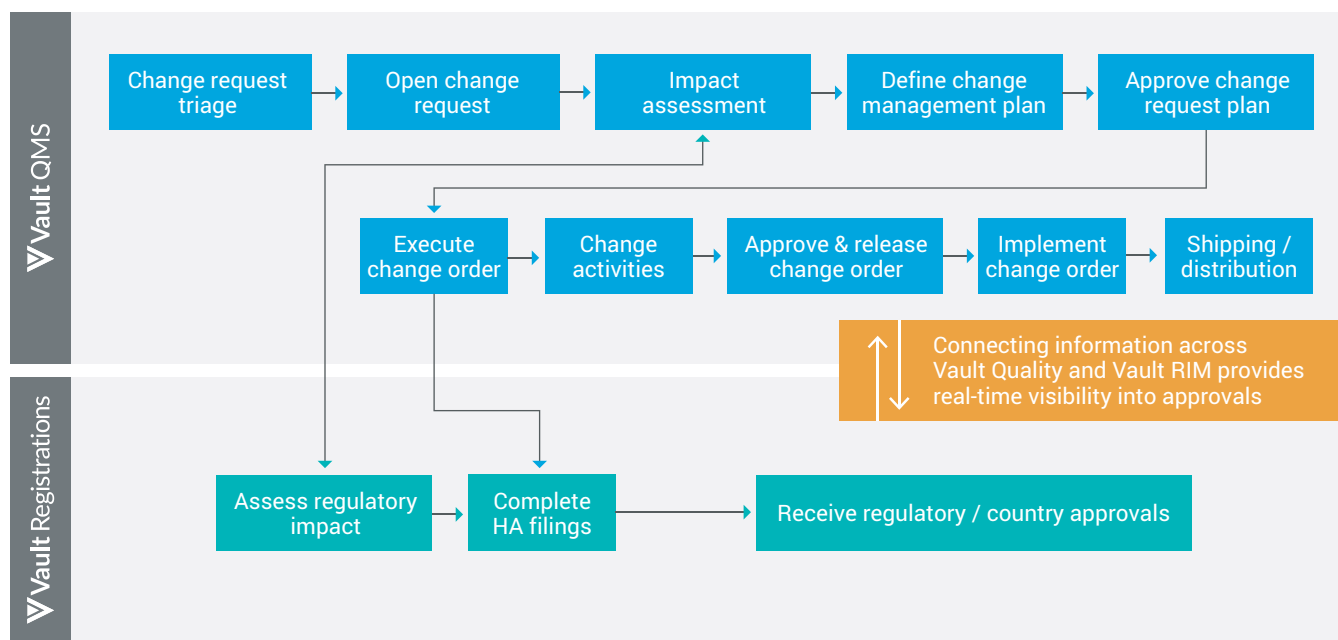 Vault QMS
Change request
triage
Open change
request
Impact
assessment
Define change
management plan
Approve change
request plan
Execute
change order
Change
activities
Approve & release
change order
Implement
change order
Shipping /
distribution
Connecting information across
Vault Quality and Vault RIM provides
real-time visibility into approvals
Vault Registrations
Assess regulatory
impact
Complete
HA filings
Receive regulatory / country approvals